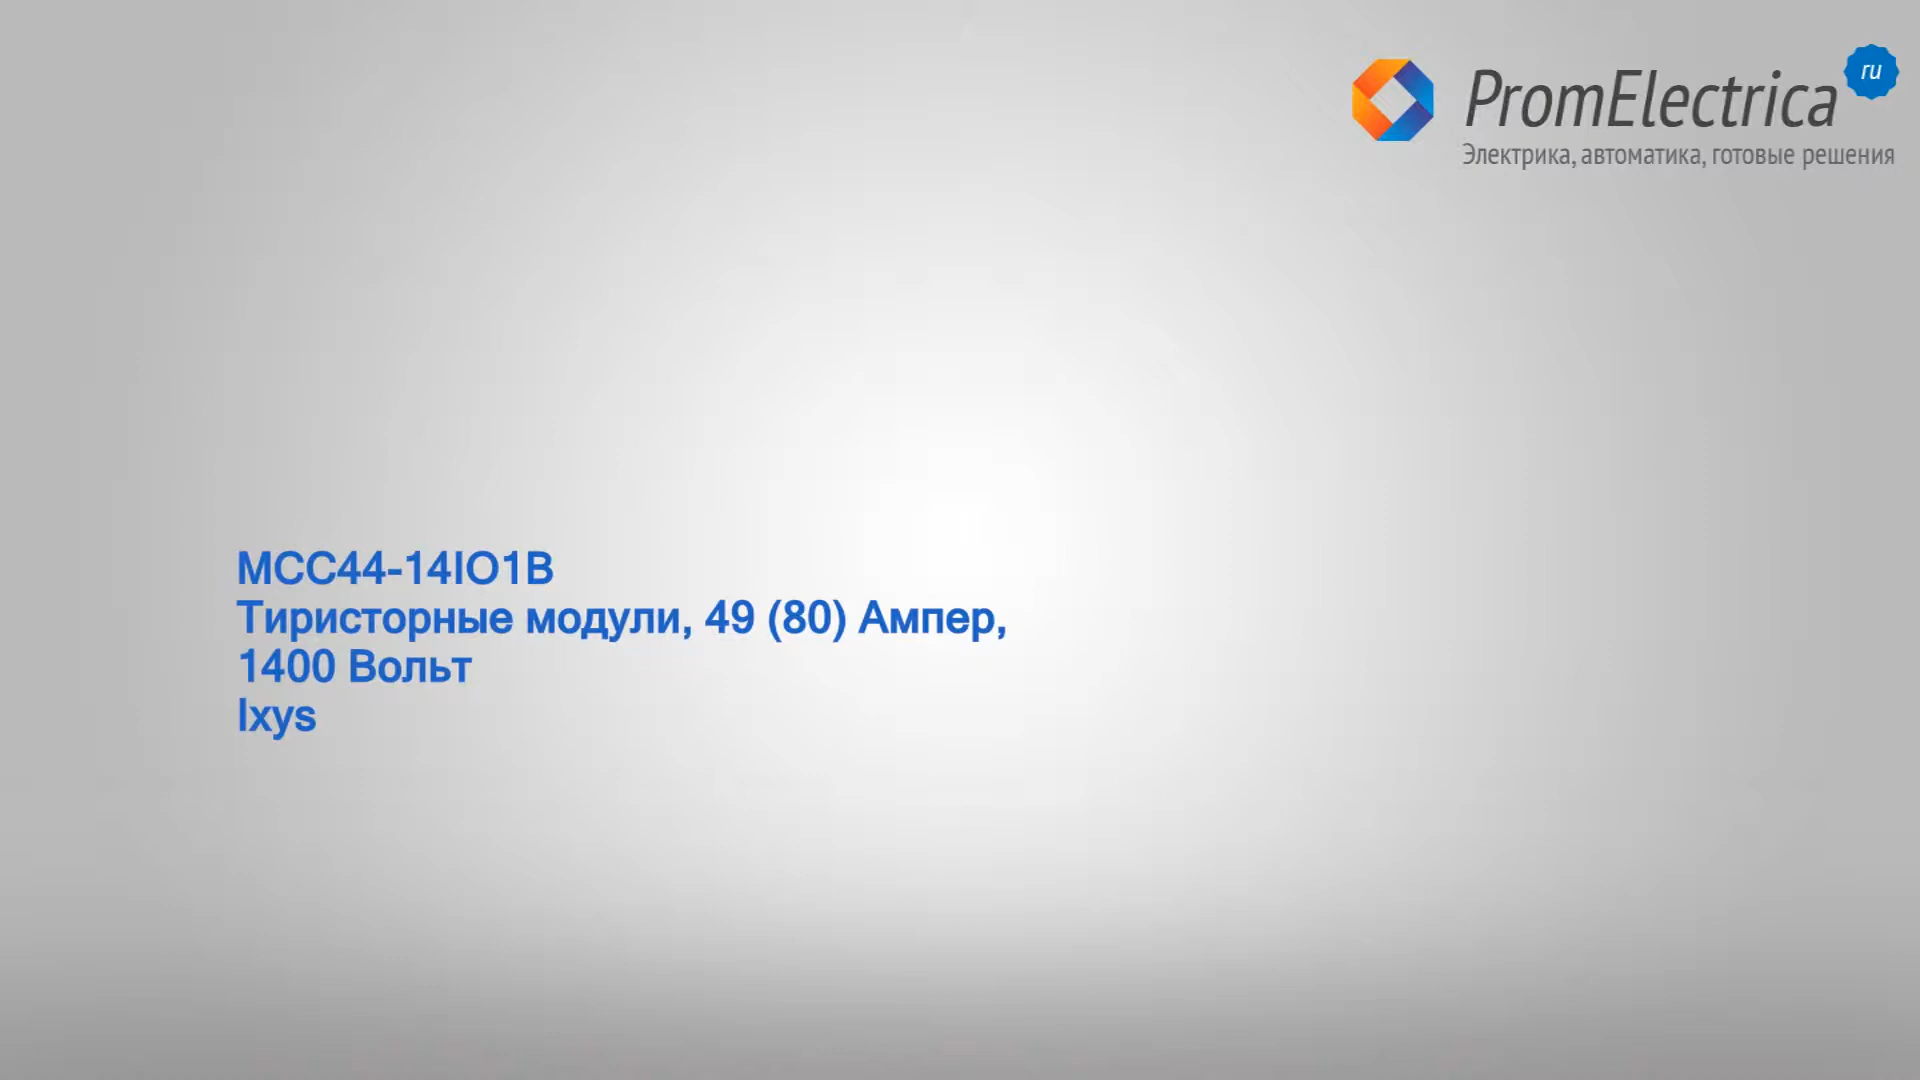 PromElectrica ru
Электрика, автоматика, готовые решения
MCC44-14IO1B
Тиристорные модули, 49 (80) Ампер,
1400 Вольт
Ixys